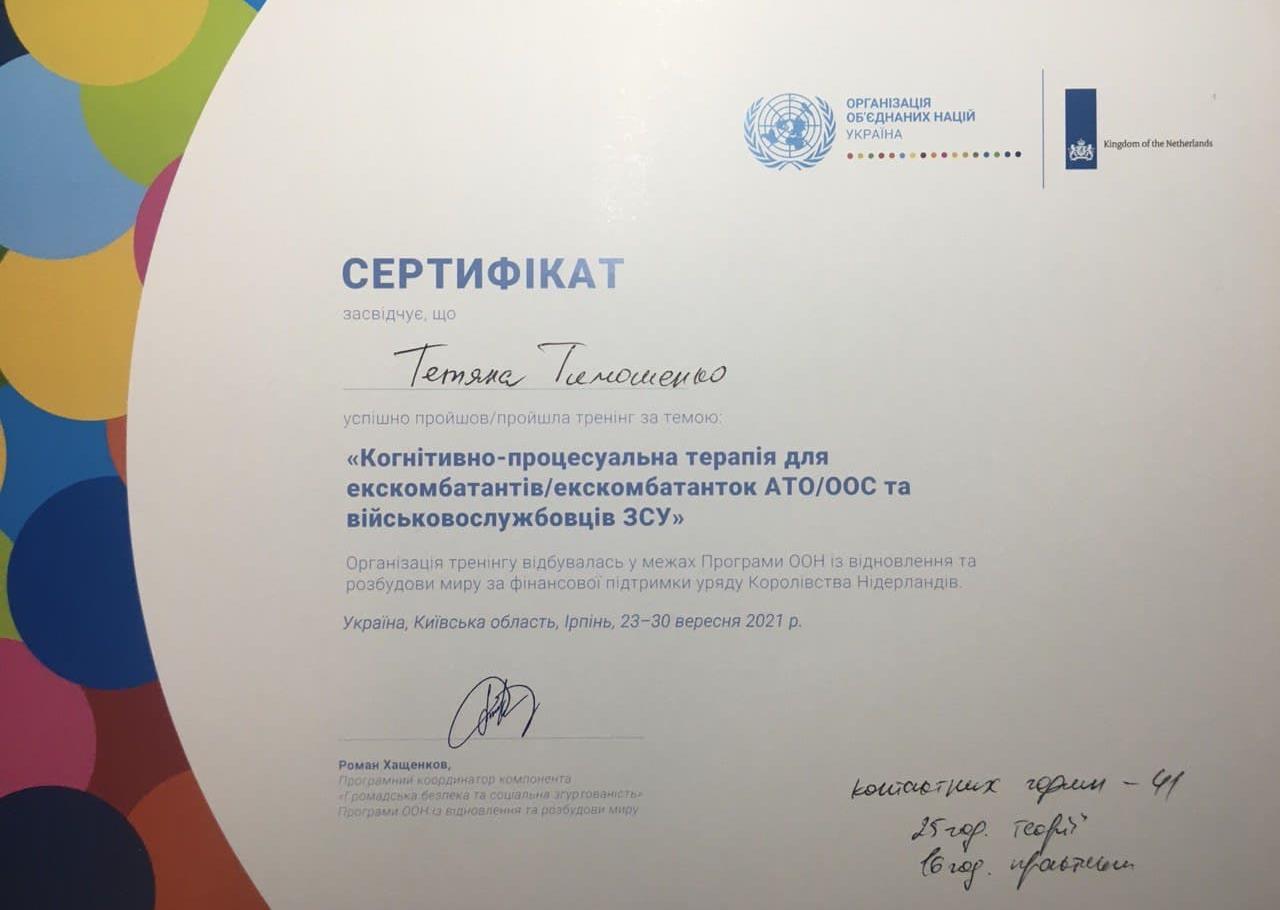 ОРГАНІЗАЦІЯ
ОБ'ЄДНАНИХ НАЦІЙ
УКРАЇНА
Kingdom of the Netherlands
СЕРТИФІКАТ
засвідчує, що
Тетяна Тимошенко
успішно пройшов/пройшла тренінг за темою:
«Когнітивно-процесуальна терапія для
екскомбатантів/екскомбатанток АТО/ООС та
військовослужбовців ЗСУ»
Організація тренінгу відбувалась у межах Програми ООН із відновлення та
розбудови миру за фінансової підтримки уряду Королівства Нідерландів.
Україна, Київська область, Ірпінь, 23–30 вересня 2021 р.
Роман Хащенков,
Програмний координатор компонента
«Громадська безпека та соціальна згуртованість»
Програми ООН із відновлення та розбудови миру
контактних годин – 41
25 год. теорії
16 год. практики